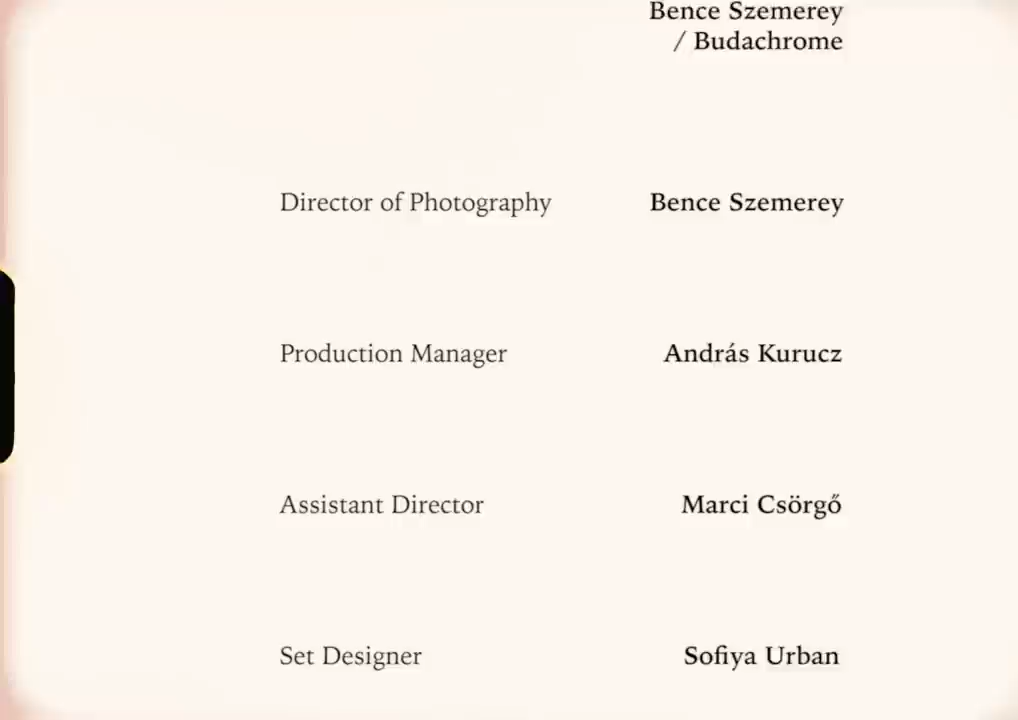 Bence Szemerey
/ Budachrome
Director of Photography Bence Szemerey
Production Manager András Kurucz
Assistant Director Marci Csörgő
Set Designer Sofiya Urban